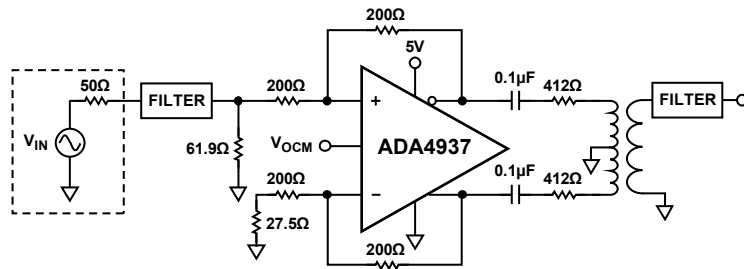 200Ω
5V
50Ω
FILTER
200Ω
0.1µF
412Ω
FILTER
VIN
61.9Ω
VOCM
+
ADA4937
−
200Ω
27.5Ω
0.1µF
412Ω
200Ω